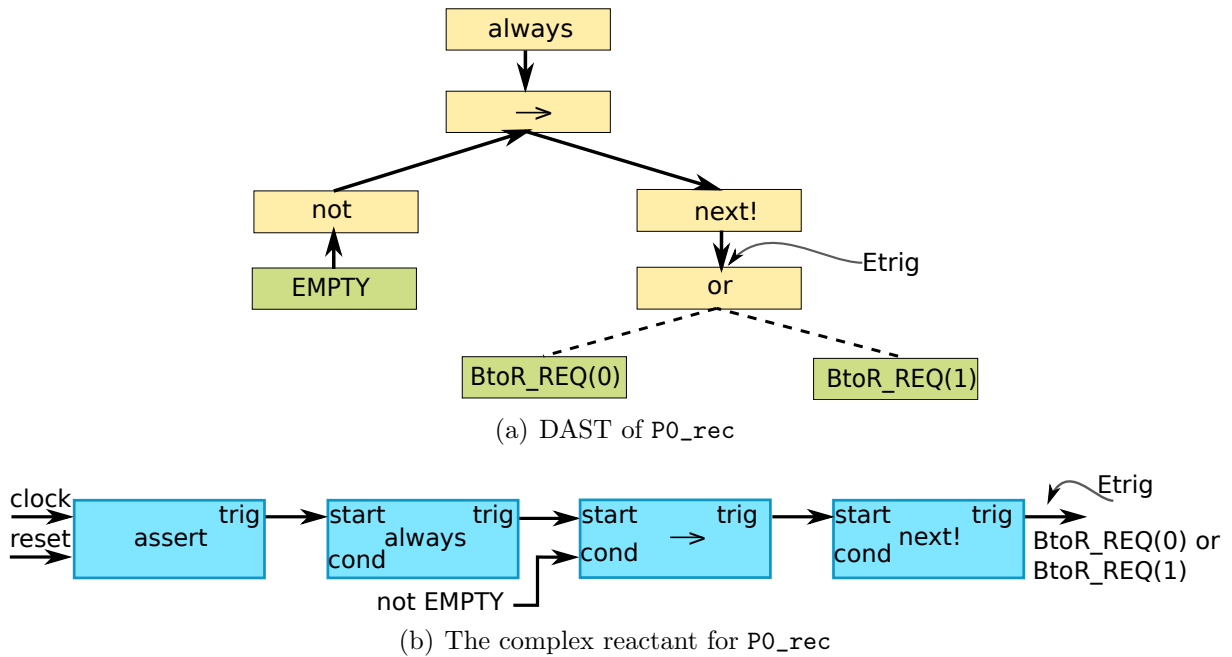 always
→
not
next!
Etrig
EMPTY
or
BtoR_REQ(0)
BtoR_REQ(1)
(a) DAST of P0_rec
clock
reset
assert
trig
start
trig
always
cond
start
trig
→
cond
not EMPTY
start
trig
next!
cond
Etrig
BtoR_REQ(0) or
BtoR_REQ(1)
(b) The complex reactant for P0_rec